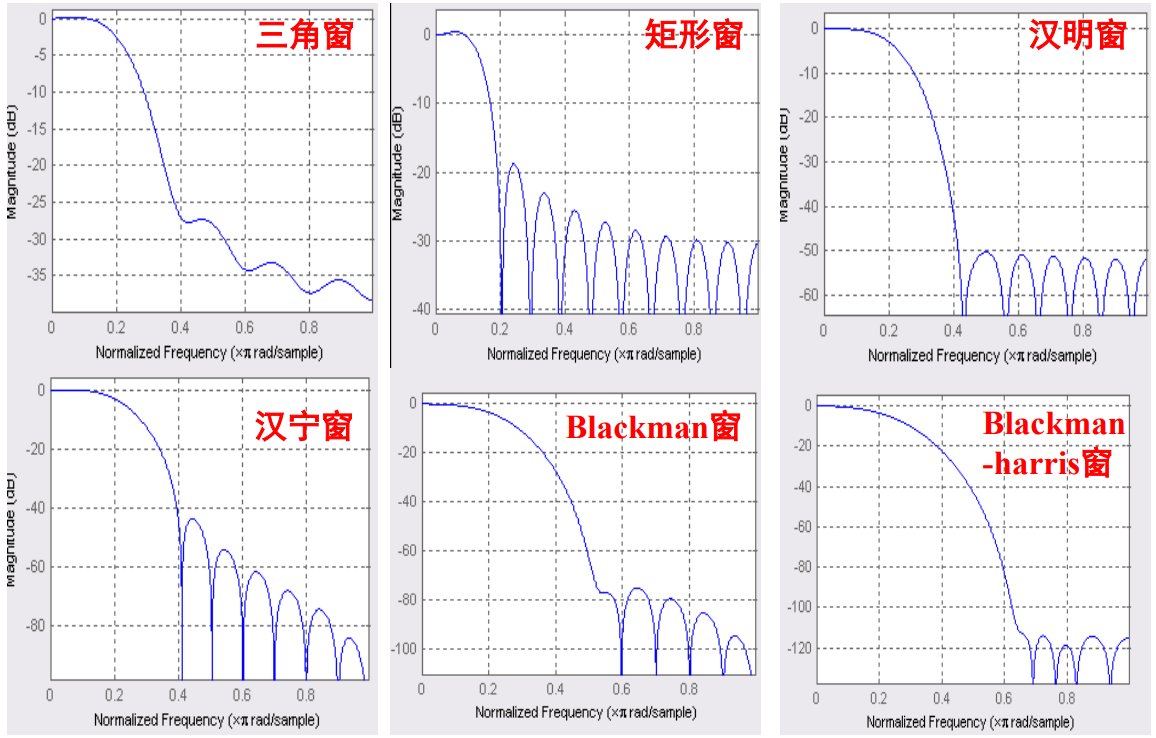 三角窗
0
-5
-10
-15
-20
-25
-30
-35
Magnitude (dB)
0 0.2 0.4 0.6 0.8
Normalized Frequency (×π rad/sample)
矩形窗
0
-10
-20
-30
-40
Magnitude (dB)
0 0.2 0.4 0.6 0.8
Normalized Frequency (×π rad/sample)
汉明窗
0
-10
-20
-30
-40
-50
-60
Magnitude (dB)
0 0.2 0.4 0.6 0.8
Normalized Frequency (×π rad/sample)
汉宁窗
0
-20
-40
-60
-80
Magnitude (dB)
0 0.2 0.4 0.6 0.8
Normalized Frequency (×π rad/sample)
Blackman窗
0
-20
-40
-60
-80
-100
0 0.2 0.4 0.6 0.8
Normalized Frequency (×π rad/sample)
Blackman
-harris窗
0
-20
-40
-60
-80
-100
-120
0 0.2 0.4 0.6 0.8
Normalized Frequency (×π rad/sample)